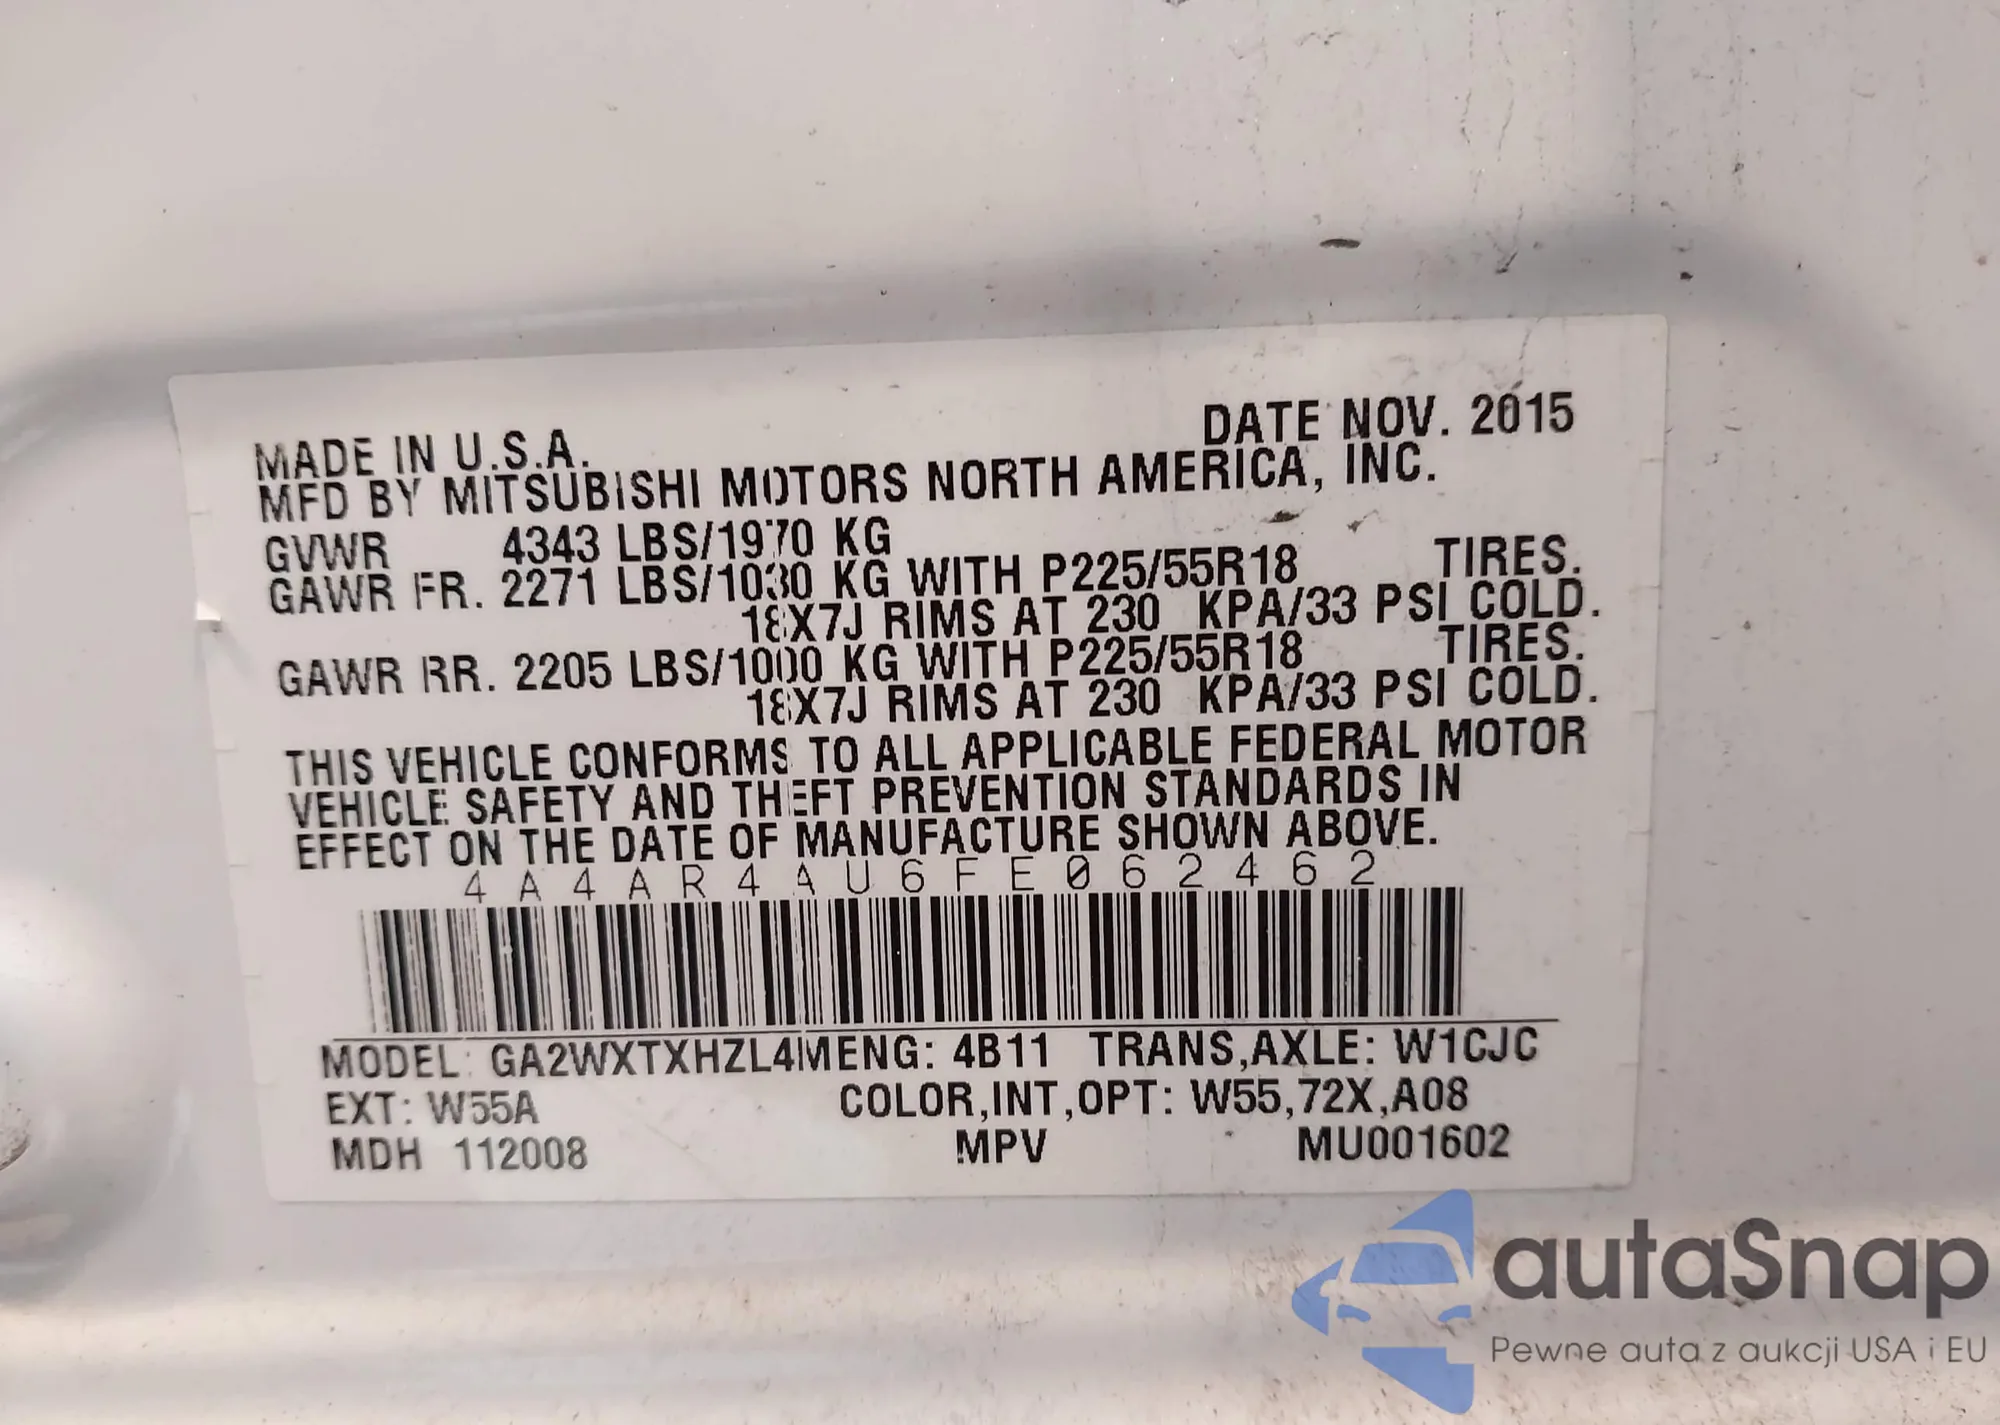 MADE IN U.S.A. DATE NOV. 2015
MFD BY MITSUBISHI MOTORS NORTH AMERICA, INC.
GVWR 4343 LBS/1970 KG
GAWR FR. 2271 LBS/1030 KG WITH P225/55R18 TIRES.
18X7J RIMS AT 230 KPA/33 PSI COLD.
GAWR RR. 2205 LBS/1000 KG WITH P225/55R18 TIRES.
18X7J RIMS AT 230 KPA/33 PSI COLD.
THIS VEHICLE CONFORMS TO ALL APPLICABLE FEDERAL MOTOR
VEHICLE SAFETY AND THEFT PREVENTION STANDARDS IN
EFFECT ON THE DATE OF MANUFACTURE SHOWN ABOVE.
4A4AR4AU6FE062462
MODEL: GA2WXTXHZL4M ENG: 4B11 TRANS,AXLE: W1CJC
EXT: W55A COLOR,INT,OPT: W55,72X,A08
MDH 112008 MPV MU001602
autaSnap
Pewne auta z aukcji USA i EU